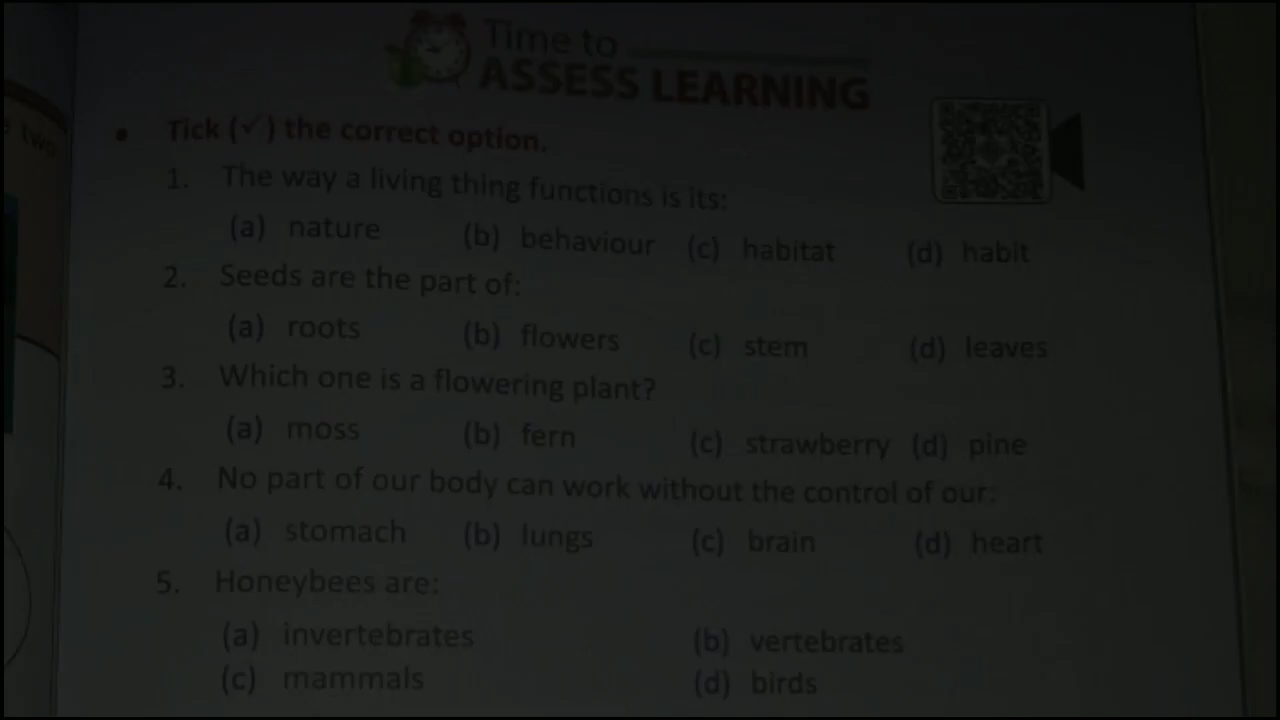 Time to
ASSESS LEARNING
two
• Tick (✓) the correct option.
1. The way a living thing functions is its:
(a) nature (b) behaviour (c) habitat (d) habit
2. Seeds are the part of:
(a) roots (b) flowers (c) stem (d) leaves
3. Which one is a flowering plant?
(a) moss (b) fern (c) strawberry (d) pine
4. No part of our body can work without the control of our:
(a) stomach (b) lungs (c) brain (d) heart
5. Honeybees are:
(a) invertebrates (b) vertebrates
(c) mammals (d) birds